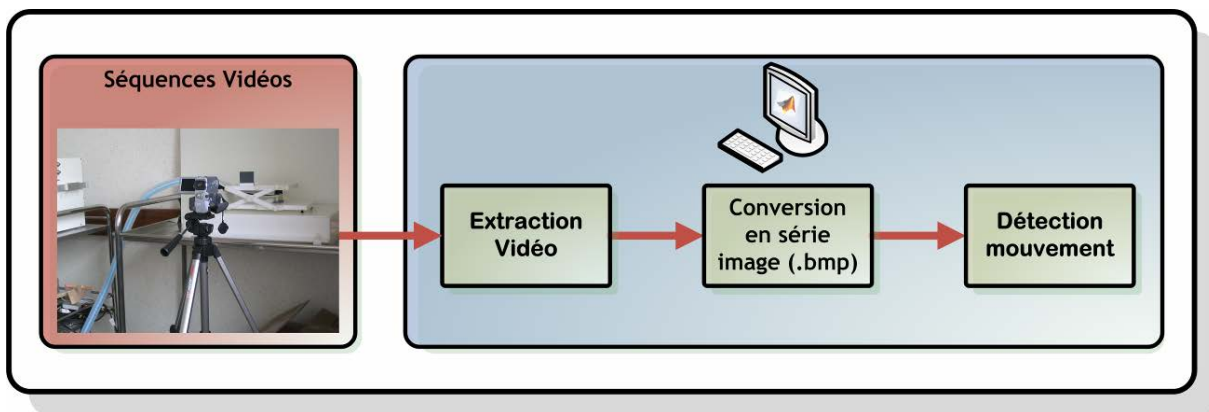 Séquences Vidéos
Extraction
Vidéo
Conversion
en série
image (.bmp)
Détection
mouvement